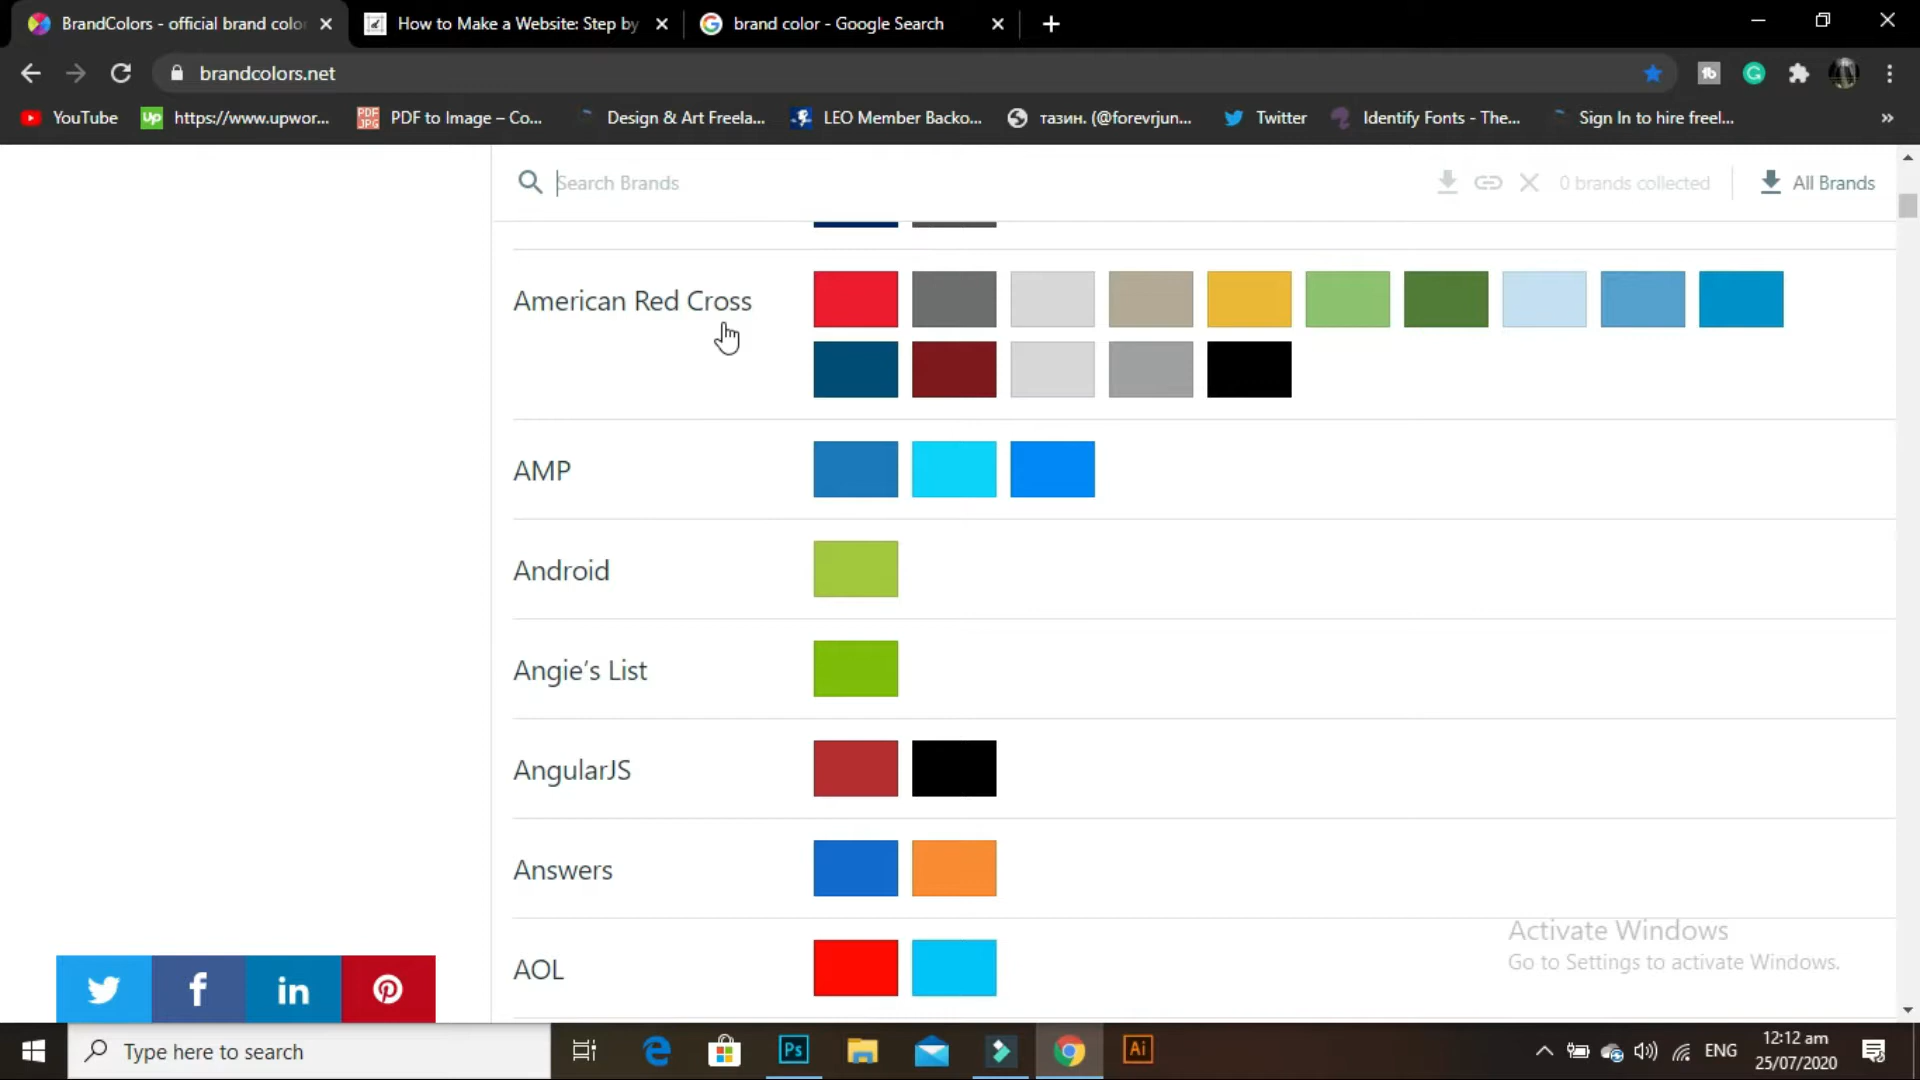 BrandColors - official brand colo
How to Make a Website: Step by
brand color - Google Search
brandcolors.net
YouTube
https://www.upwor...
PDF to Image – Co...
Design & Art Freela...
LEO Member Backo...
тазин. (@forevrjun...
Twitter
Identify Fonts - The...
Sign In to hire freel...
Search Brands
0 brands collected
All Brands
American Red Cross
AMP
Android
Angie’s List
AngularJS
Answers
AOL
Activate Windows
Go to Settings to activate Windows.
Type here to search
Ps
Ai
ENG
12:12 am
25/07/2020